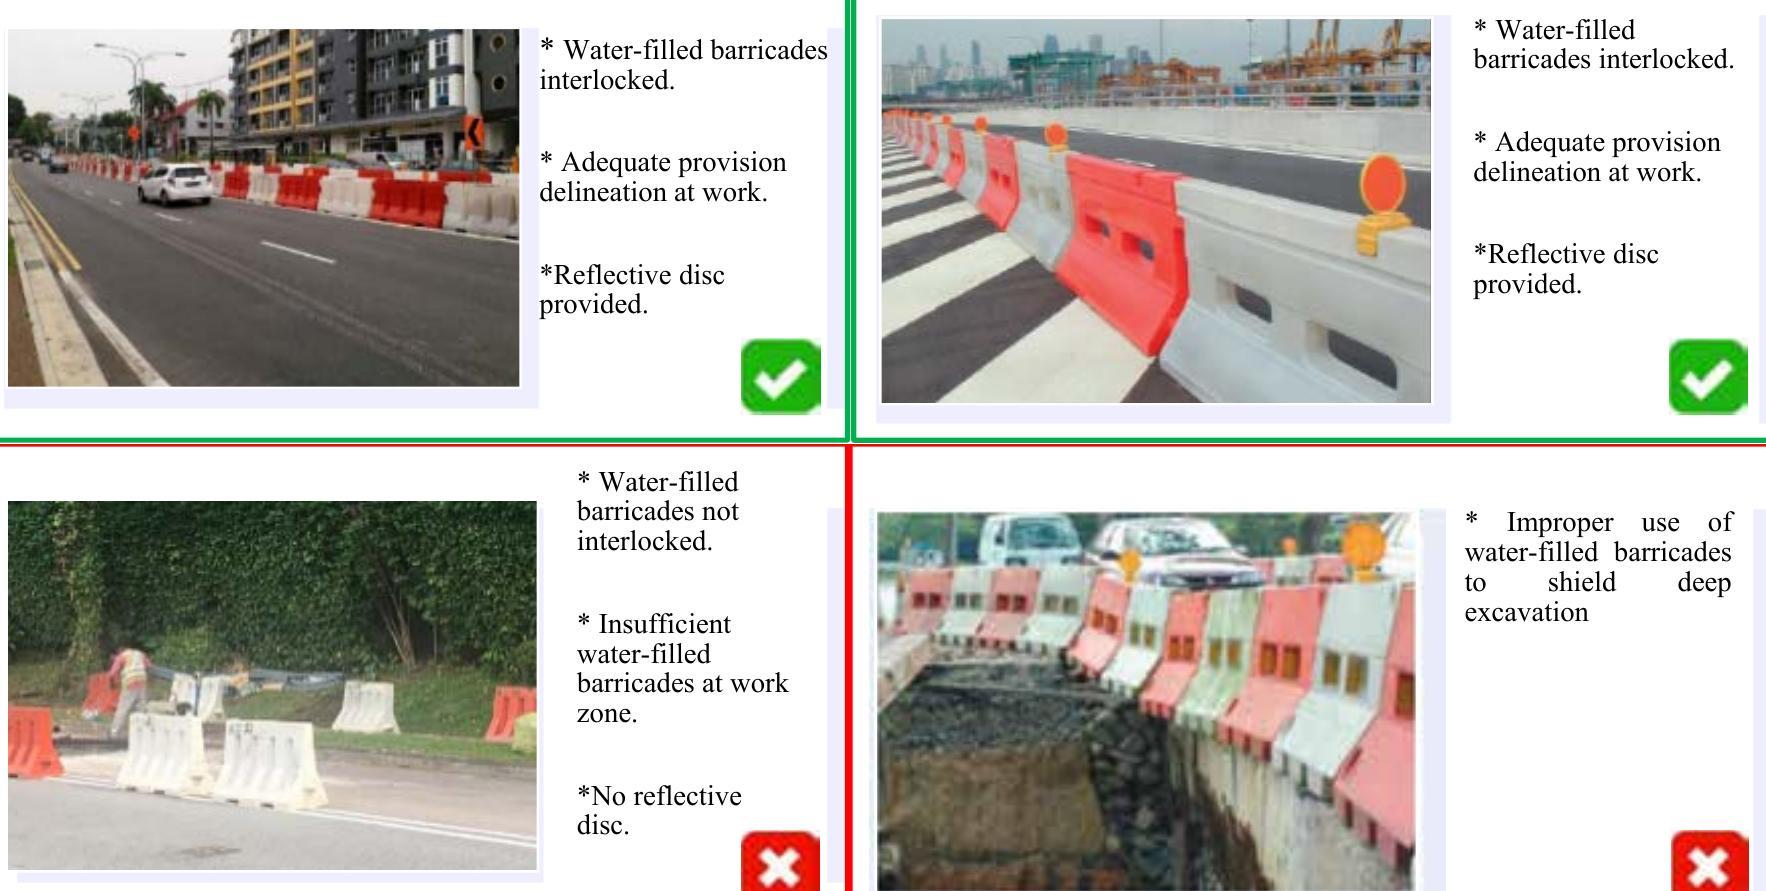 * Water-filled barricades
interlocked.
* Adequate provision
delineation at work.
*Reflective disc
provided.
* Water-filled
barricades interlocked.
* Adequate provision
delineation at work.
*Reflective disc
provided.
* Water-filled
barricades not
interlocked.
* Insufficient
water-filled
barricades at work
zone.
*No reflective
disc.
* Improper use of
water-filled barricades
to shield deep
excavation